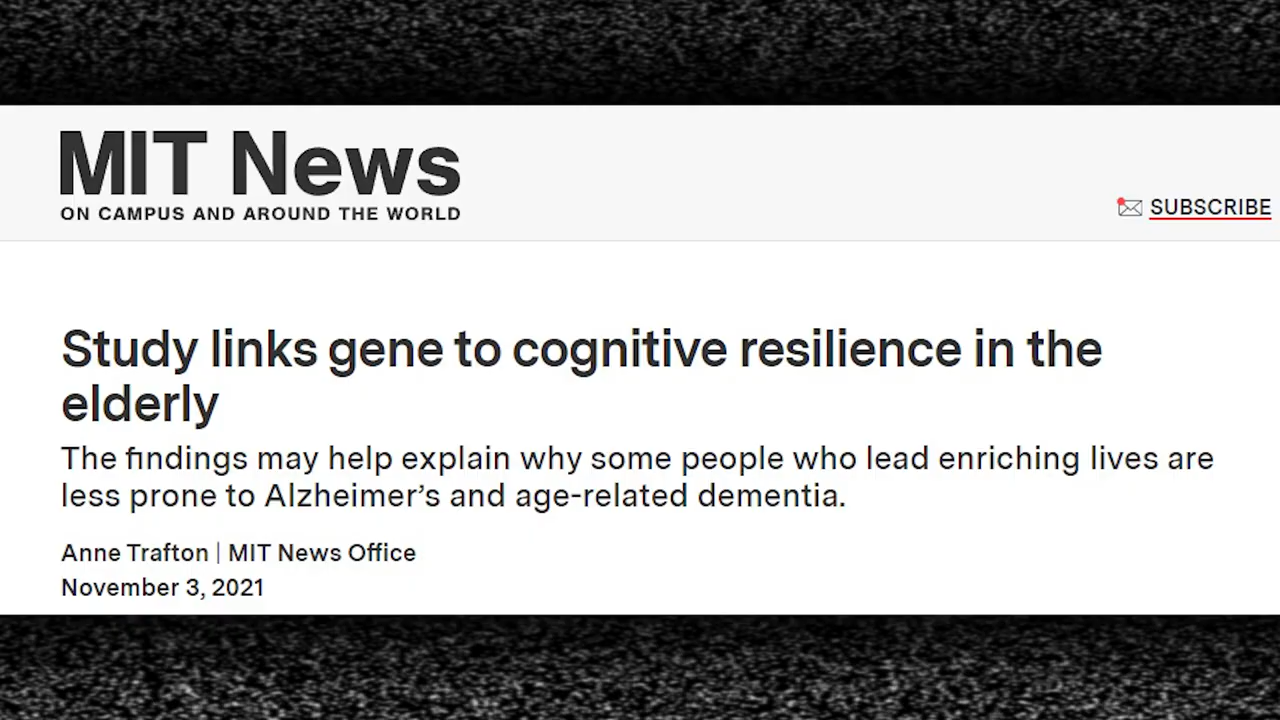 MIT News
ON CAMPUS AND AROUND THE WORLD
SUBSCRIBE
Study links gene to cognitive resilience in the
elderly
The findings may help explain why some people who lead enriching lives are
less prone to Alzheimer’s and age-related dementia.
Anne Trafton | MIT News Office
November 3, 2021